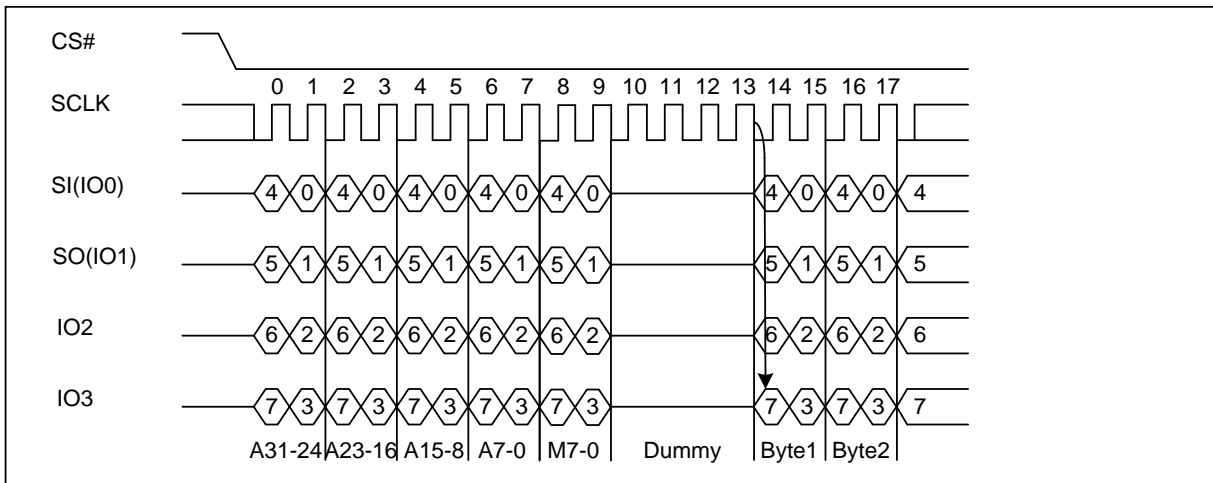 CS#
0 1 2 3 4 5 6 7 8 9 10 11 12 13 14 15 16 17
SCLK
SI(IO0) 4 0 4 0 4 0 4 0 4 0 4 0 4 0 4
SO(IO1) 5 1 5 1 5 1 5 1 5 1 5 1 5 1 5
IO2 6 2 6 2 6 2 6 2 6 2 6 2 6 2 6
IO3 7 3 7 3 7 3 7 3 7 3 7 3 7 3 7
A31-24 A23-16 A15-8 A7-0 M7-0 Dummy Byte1 Byte2